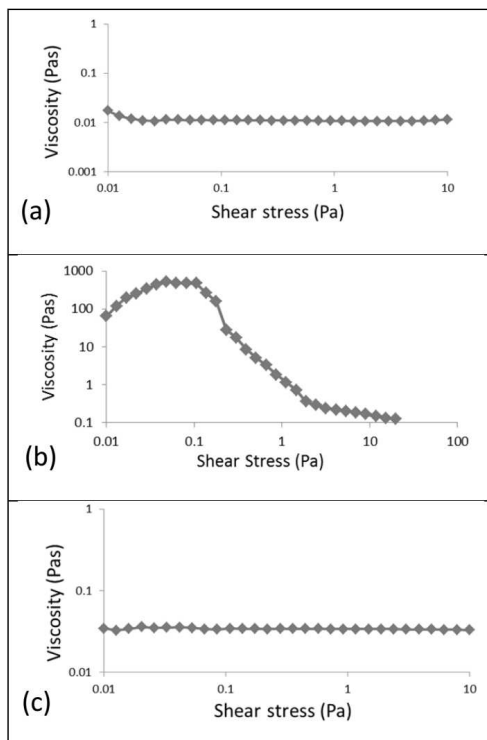 1
0.1
0.01
0.001
Viscosity (Pas)
0.01 0.1 1 10
Shear stress (Pa)
(a)
1000
100
10
1
0.1
Viscosity (Pas)
0.01 0.1 1 10 100
Shear Stress (Pa)
(b)
1
0.1
0.01
Viscosity (Pas)
0.01 0.1 1 10
Shear stress (Pa)
(c)